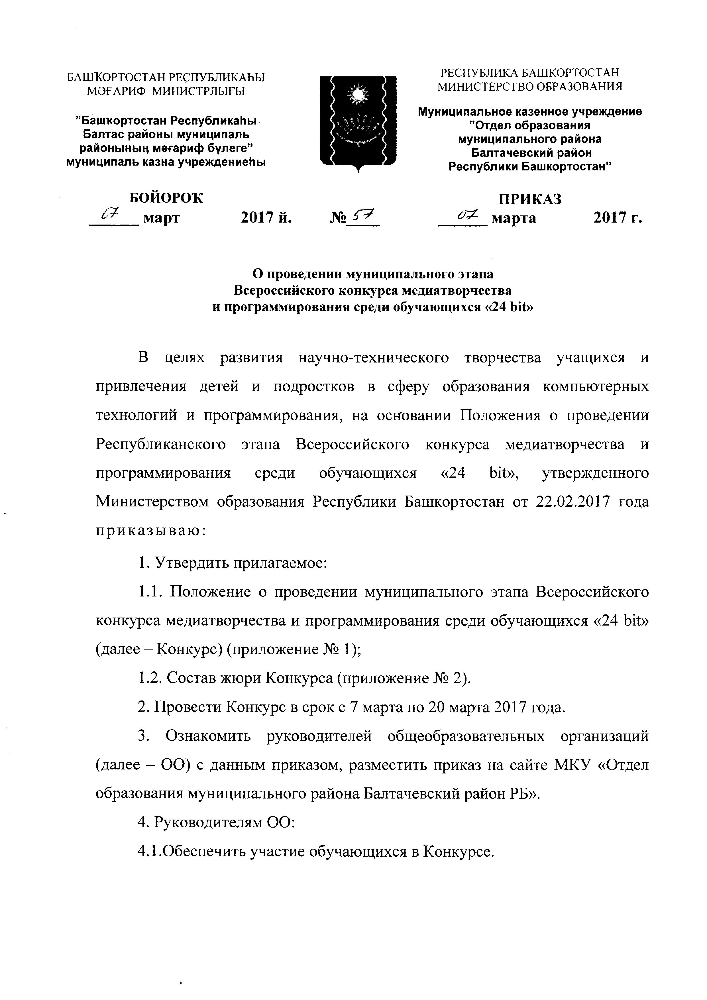 БАШҠОРТОСТАН РЕСПУБЛИКАҺЫ
МӘҒАРИФ МИНИСТРЛЫҒЫ
"Башҡортостан Республикаһы
Балтас районы муниципаль
районының мәғариф бүлеге"
муниципаль казна учреждениеһы
РЕСПУБЛИКА БАШКОРТОСТАН
МИНИСТЕРСТВО ОБРАЗОВАНИЯ
Муниципальное казенное учреждение
"Отдел образования
муниципального района
Балтачевский район
Республики Башкортостан"
БОЙОРОҠ
ПРИКАЗ
07 март 2017 й. № 57 07 марта 2017 г.
О проведении муниципального этапа
Всероссийского конкурса медиатворчества
и программирования среди обучающихся «24 bit»
В целях развития научно-технического творчества учащихся и
привлечения детей и подростков в сферу образования компьютерных
технологий и программирования, на основании Положения о проведении
Республиканского этапа Всероссийского конкурса медиатворчества и
программирования среди обучающихся «24 bit», утвержденного
Министерством образования Республики Башкортостан от 22.02.2017 года
приказываю:
1. Утвердить прилагаемое:
1.1. Положение о проведении муниципального этапа Всероссийского
конкурса медиатворчества и программирования среди обучающихся «24 bit»
(далее – Конкурс) (приложение № 1);
1.2. Состав жюри Конкурса (приложение № 2).
2. Провести Конкурс в срок с 7 марта по 20 марта 2017 года.
3. Ознакомить руководителей общеобразовательных организаций
(далее – ОО) с данным приказом, разместить приказ на сайте МКУ «Отдел
образования муниципального района Балтачевский район РБ».
4. Руководителям ОО:
4.1.Обеспечить участие обучающихся в Конкурсе.